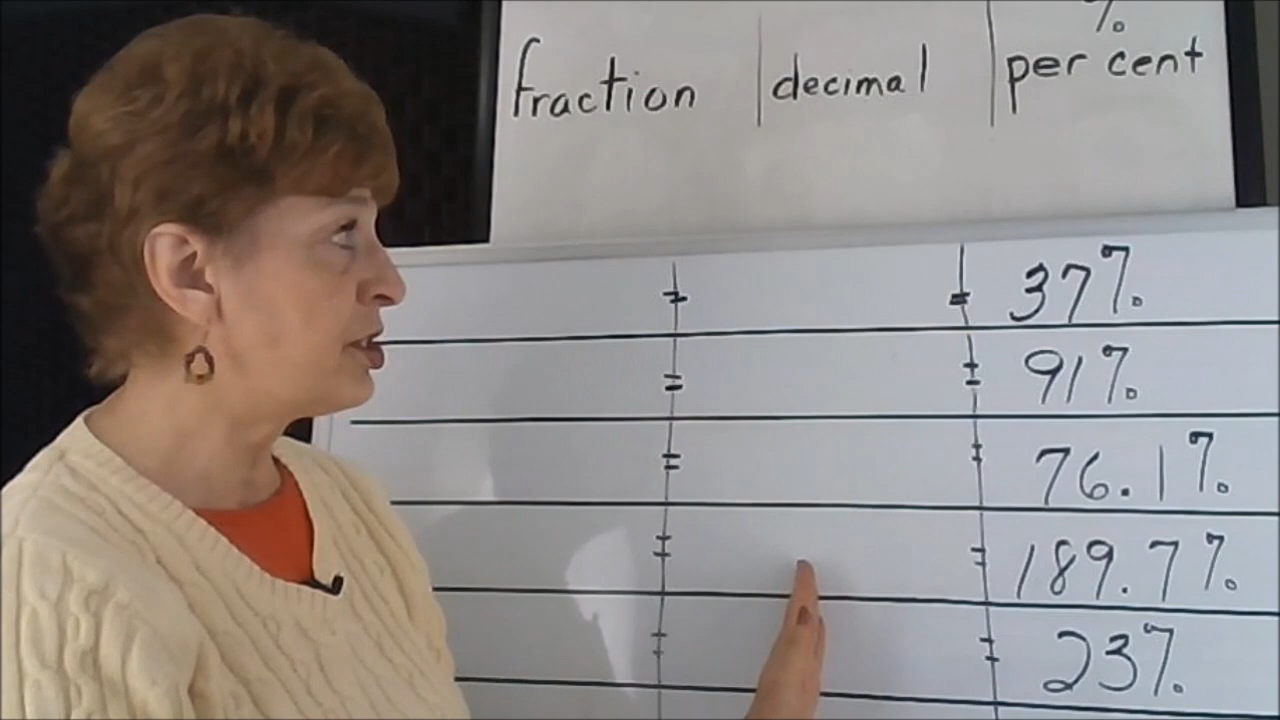 %
fraction | decimal | per cent
= = 37%
= = 91%
= = 76.1%
= = 189.7%
= = 23%